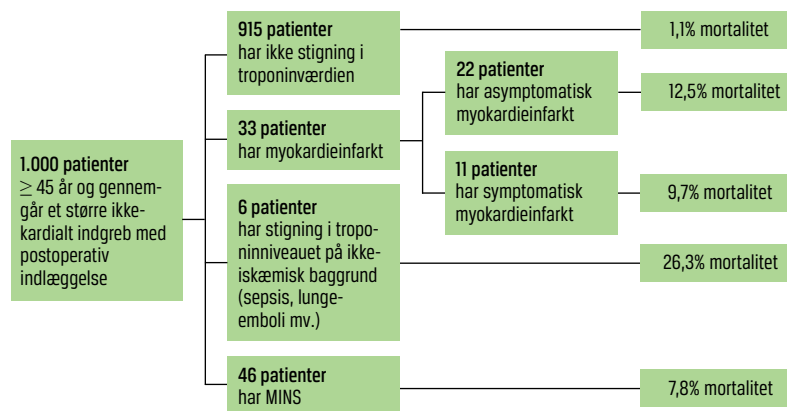 1.000 patienter
≥ 45 år og gennem-
går et større ikke-
kardialt indgreb med
postoperativ
indlæggelse
915 patienter
har ikke stigning i
troponinværdien
1,1% mortalitet
33 patienter
har myokardieinfarkt
22 patienter
har asymptomatisk
myokardieinfarkt
12,5% mortalitet
11 patienter
har symptomatisk
myokardieinfarkt
9,7% mortalitet
6 patienter
har stigning i tropo-
ninniveauet på ikke-
iskæmisk baggrund
(sepsis, lunge-
emboli mv.)
26,3% mortalitet
46 patienter
har MINS
7,8% mortalitet